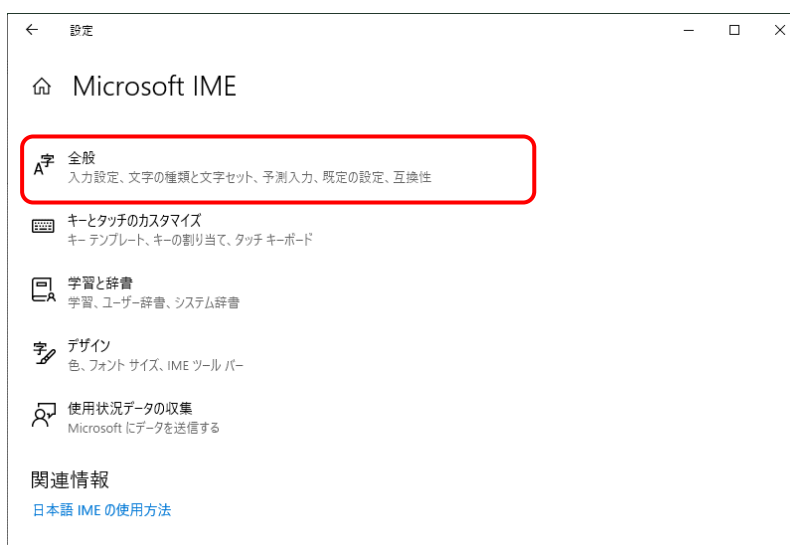 設定
Microsoft IME
全般
入力設定、文字の種類と文字セット、予測入力、既定の設定、互換性
キーとタッチのカスタマイズ
キー テンプレート、キーの割り当て、タッチ キーボード
学習と辞書
学習、ユーザー辞書、システム辞書
デザイン
色、フォント サイズ、IME ツール バー
使用状況データの収集
Microsoft にデータを送信する
関連情報
日本語 IME の使用方法